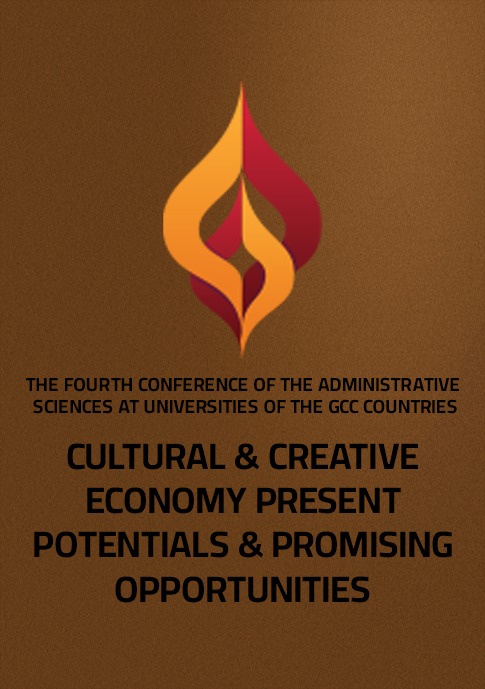 THE FOURTH CONFERENCE OF THE ADMINISTRATIVE
SCIENCES AT UNIVERSITIES OF THE GCC COUNTRIES
CULTURAL & CREATIVE
ECONOMY PRESENT
POTENTIALS & PROMISING
OPPORTUNITIES